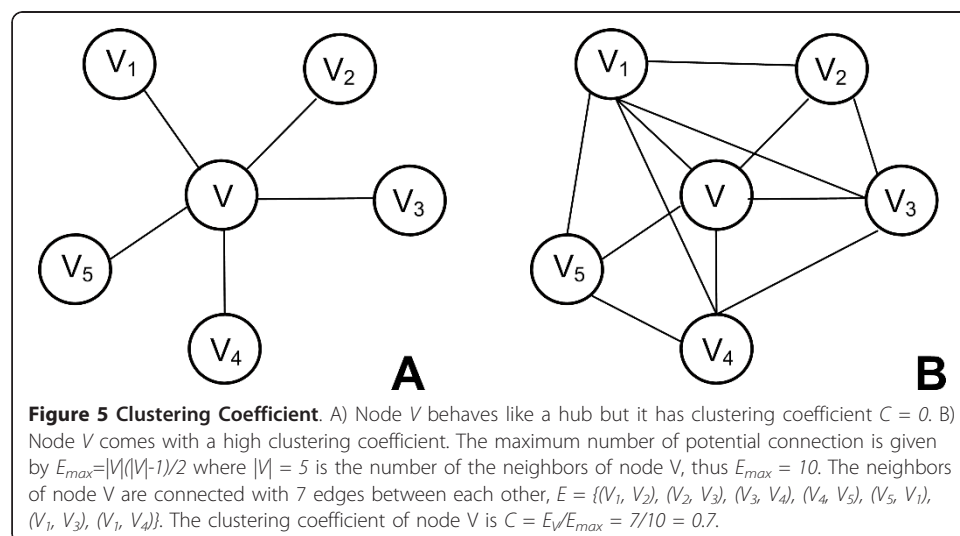 V1
V2
V
V3
V5
V4
A
V1
V2
V
V3
V5
V4
B
Figure 5 Clustering Coefficient. A) Node V behaves like a hub but it has clustering coefficient C = 0. B)
Node V comes with a high clustering coefficient. The maximum number of potential connection is given
by Emax=|V|(|V|-1)/2 where |V| = 5 is the number of the neighbors of node V, thus Emax = 10. The neighbors
of node V are connected with 7 edges between each other, E = {(V1, V2), (V2, V3), (V3, V4), (V4, V5), (V5, V1),
(V1, V3), (V1, V4)}. The clustering coefficient of node V is C = EV/Emax = 7/10 = 0.7.